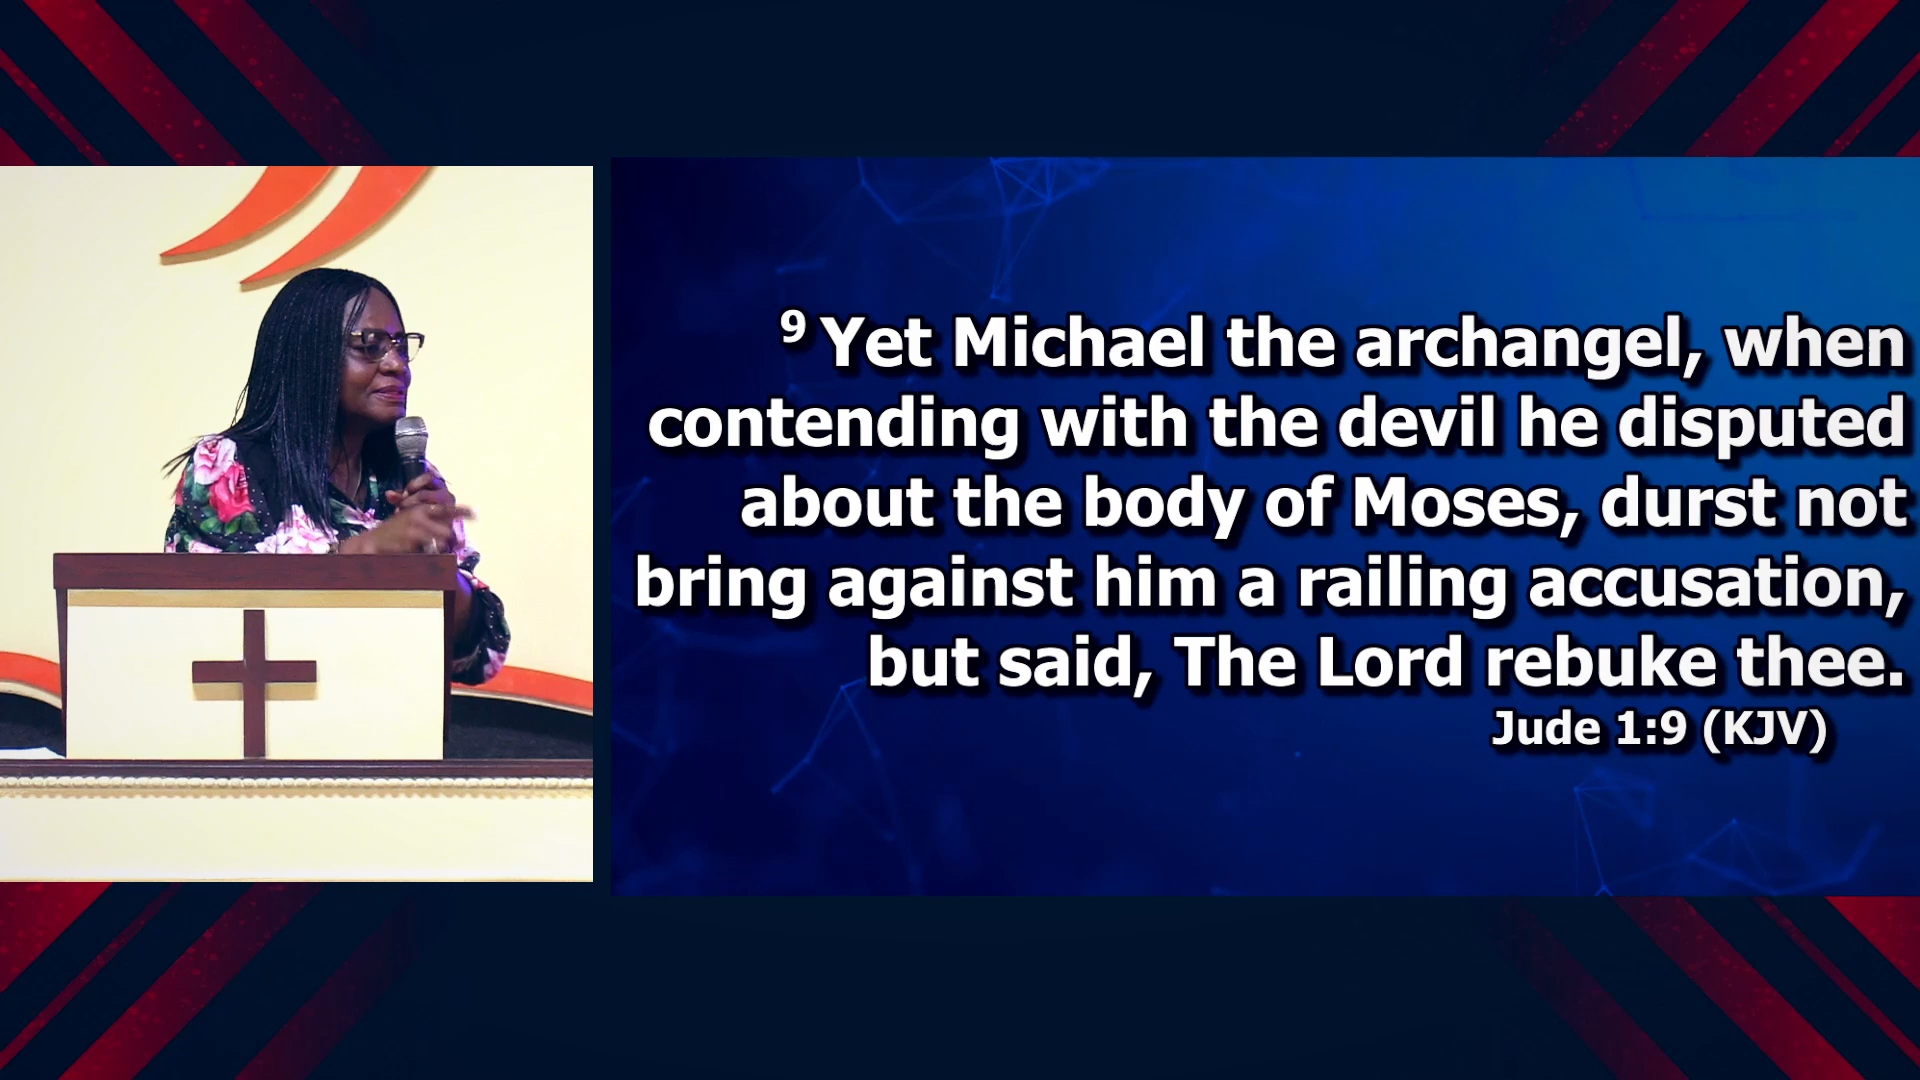 9 Yet Michael the archangel, when
contending with the devil he disputed
about the body of Moses, durst not
bring against him a railing accusation,
but said, The Lord rebuke thee.
Jude 1:9 (KJV)